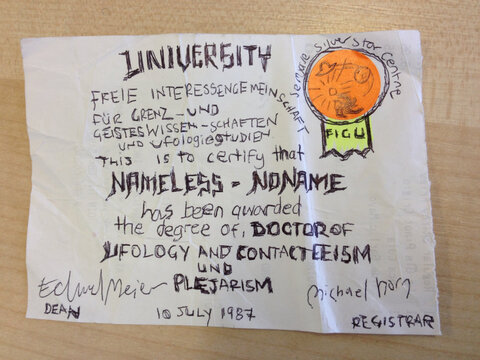 UNIVERSITY
FREIE INTERESSENGEMEINSCHAFT
FÜR GRENZ-UND
GEISTESWISSEN-SCHAFTEN
UND UFOLOGIESTUDIEN
THIS IS to certify that
NAMELESS - NONAME
has been awarded
the degree of, DOCTOR OF
UFOLOGY AND CONTACTEEISM
UND
PLEJARISM
Semjase Silver Star Centre
FIGU
Eduard Meier
Michael Horn
DEAN
10 JULY 1987
REGISTRAR